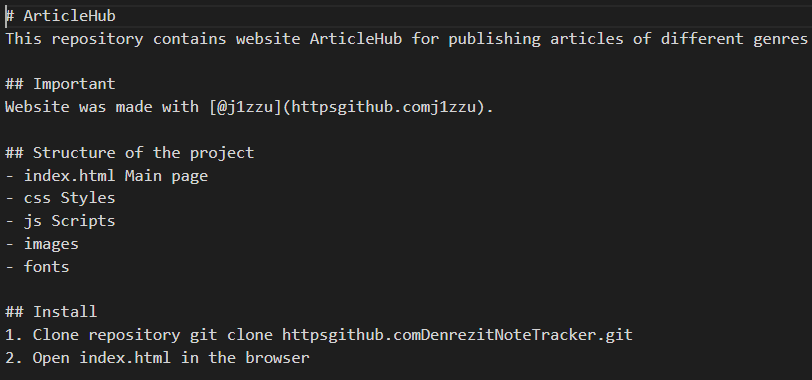 # ArticleHub
This repository contains website ArticleHub for publishing articles of different genres
## Important
Website was made with [@j1zzu](httpsgithub.comj1zzu).
## Structure of the project
- index.html Main page
- css Styles
- js Scripts
- images
- fonts
## Install
1. Clone repository git clone httpsgithub.comDenrezitNoteTracker.git
2. Open index.html in the browser